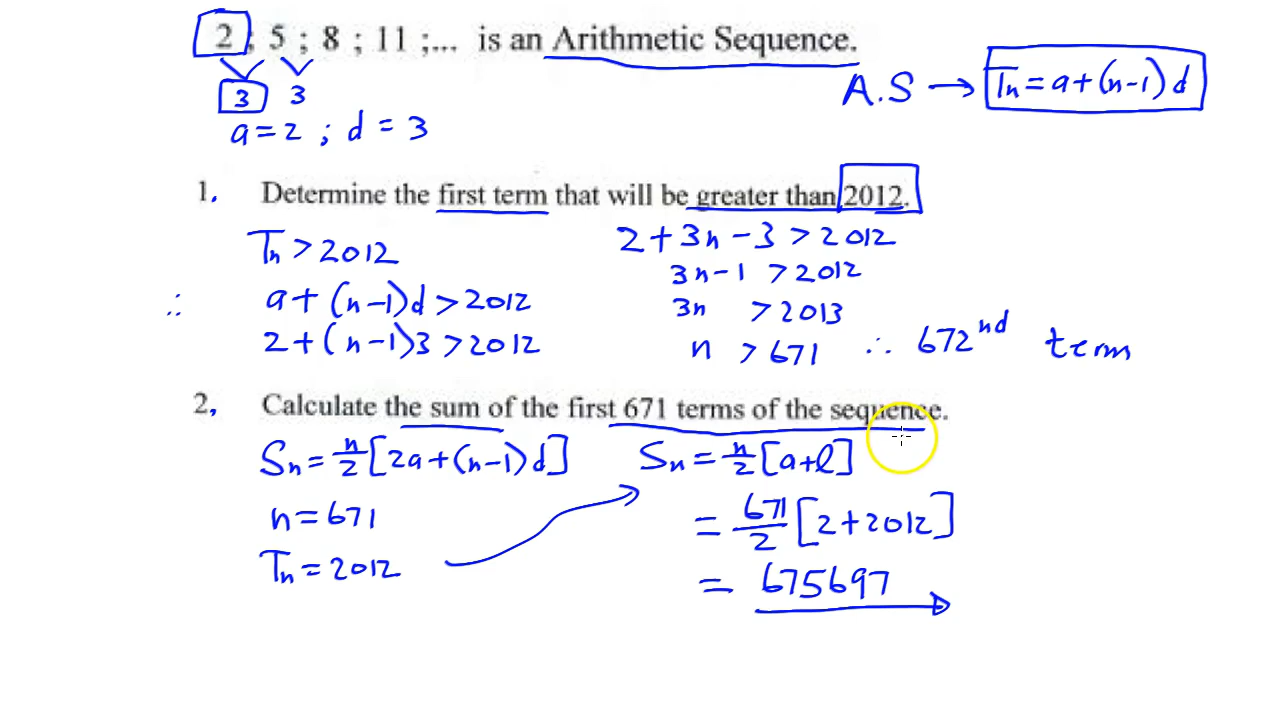 2 ; 5 ; 8 ; 11 ;... is an Arithmetic Sequence.
3 3
A.S → Tn = a+(n-1)d
a=2 ; d = 3
1. Determine the first term that will be greater than 2012.
Tn > 2012
∴ a+(n-1)d > 2012
2+(n-1)3 > 2012
2+3n-3 > 2012
3n-1 > 2012
3n > 2013
n > 671 ∴ 672nd term
2, Calculate the sum of the first 671 terms of the sequence.
Sn = n/2 [2a+(n-1)d]
n = 671
Tn = 2012
Sn = n/2 [a+l]
= 671/2 [2+2012]
= 675697